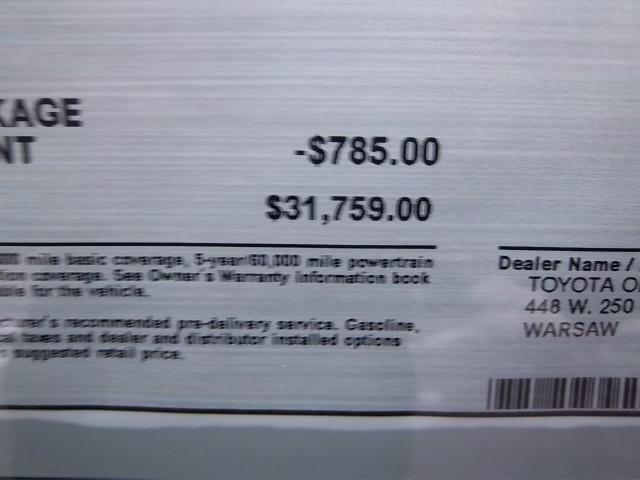 KAGE
NT -$785.00
$31,759.00
mile basic coverage, 5-year/60,000 mile powertrain
coverage. See Owner's Warranty Information book
for the vehicle.
recommended pre-delivery service. Gasoline,
taxes and dealer and distributor installed options
suggested retail price.
Dealer Name /
TOYOTA O
448 W. 250
WARSAW